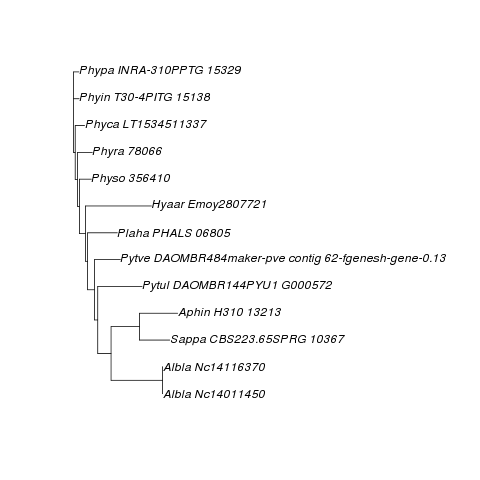 Phypa INRA-310PPTG 15329
Phyin T30-4PITG 15138
Phyca LT1534511337
Phyra 78066
Physo 356410
Hyaar Emoy2807721
Plaha PHALS 06805
Pytve DAOMBR484maker-pve contig 62-fgenesh-gene-0.13
Pytul DAOMBR144PYU1 G000572
Aphin H310 13213
Sappa CBS223.65SPRG 10367
Albla Nc14116370
Albla Nc14011450